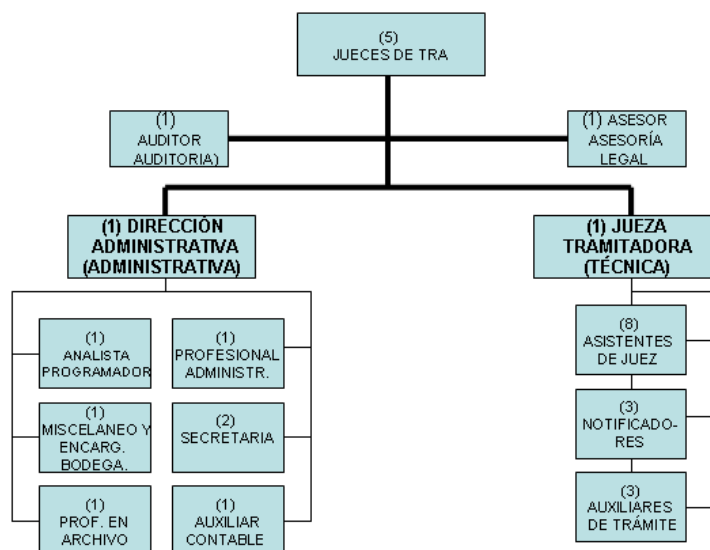 (5)
JUECES DE TRA
(1)
AUDITOR
AUDITORIA)
(1) ASESOR
ASESORÍA
LEGAL
(1) DIRECCIÓN
ADMINISTRATIVA
(ADMINISTRATIVA)
(1) JUEZA
TRAMITADORA
(TÉCNICA)
(1)
ANALISTA
PROGRAMADOR
(1)
PROFESIONAL
ADMINISTR.
(1)
MISCELANEO Y
ENCARG.
BODEGA.
(2)
SECRETARIA
(1)
PROF. EN
ARCHIVO
(1)
AUXILIAR
CONTABLE
(8)
ASISTENTES
DE JUEZ
(3)
NOTIFICADO-
RES
(3)
AUXILIARES
DE TRÁMITE